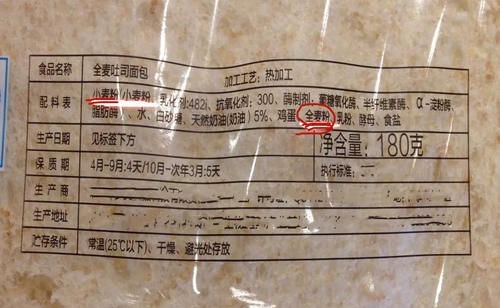 食品名称 全麦吐司面包 加工工艺：热加工
配料表 小麦粉(小麦粉、乳化剂:482i、抗氧化剂：300、酶制剂：葡糖氧化酶、半纤维素酶、α-淀粉酶、
脂肪酶)、水、白砂糖、天然奶油(奶油)5%、鸡蛋、全麦粉、乳粉、酵母、食盐
生产日期 见标签下方 净含量：180克
保质期 4月-9月:4天/10月-次年3月:5天 执行标准:
生产商
生产地址
贮存条件 常温(25℃以下)、干燥、避光处存放